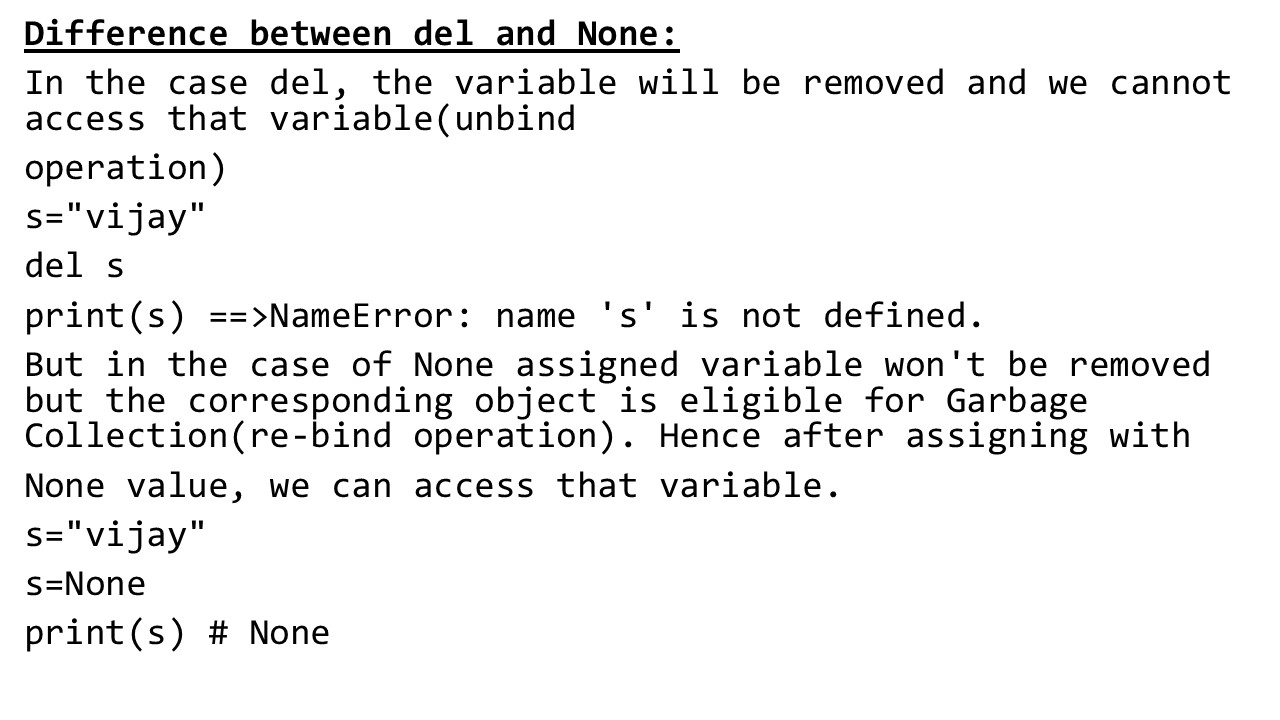 Difference between del and None:
In the case del, the variable will be removed and we cannot
access that variable(unbind
operation)
s="vijay"
del s
print(s) ==>NameError: name 's' is not defined.
But in the case of None assigned variable won't be removed
but the corresponding object is eligible for Garbage
Collection(re-bind operation). Hence after assigning with
None value, we can access that variable.
s="vijay"
s=None
print(s) # None